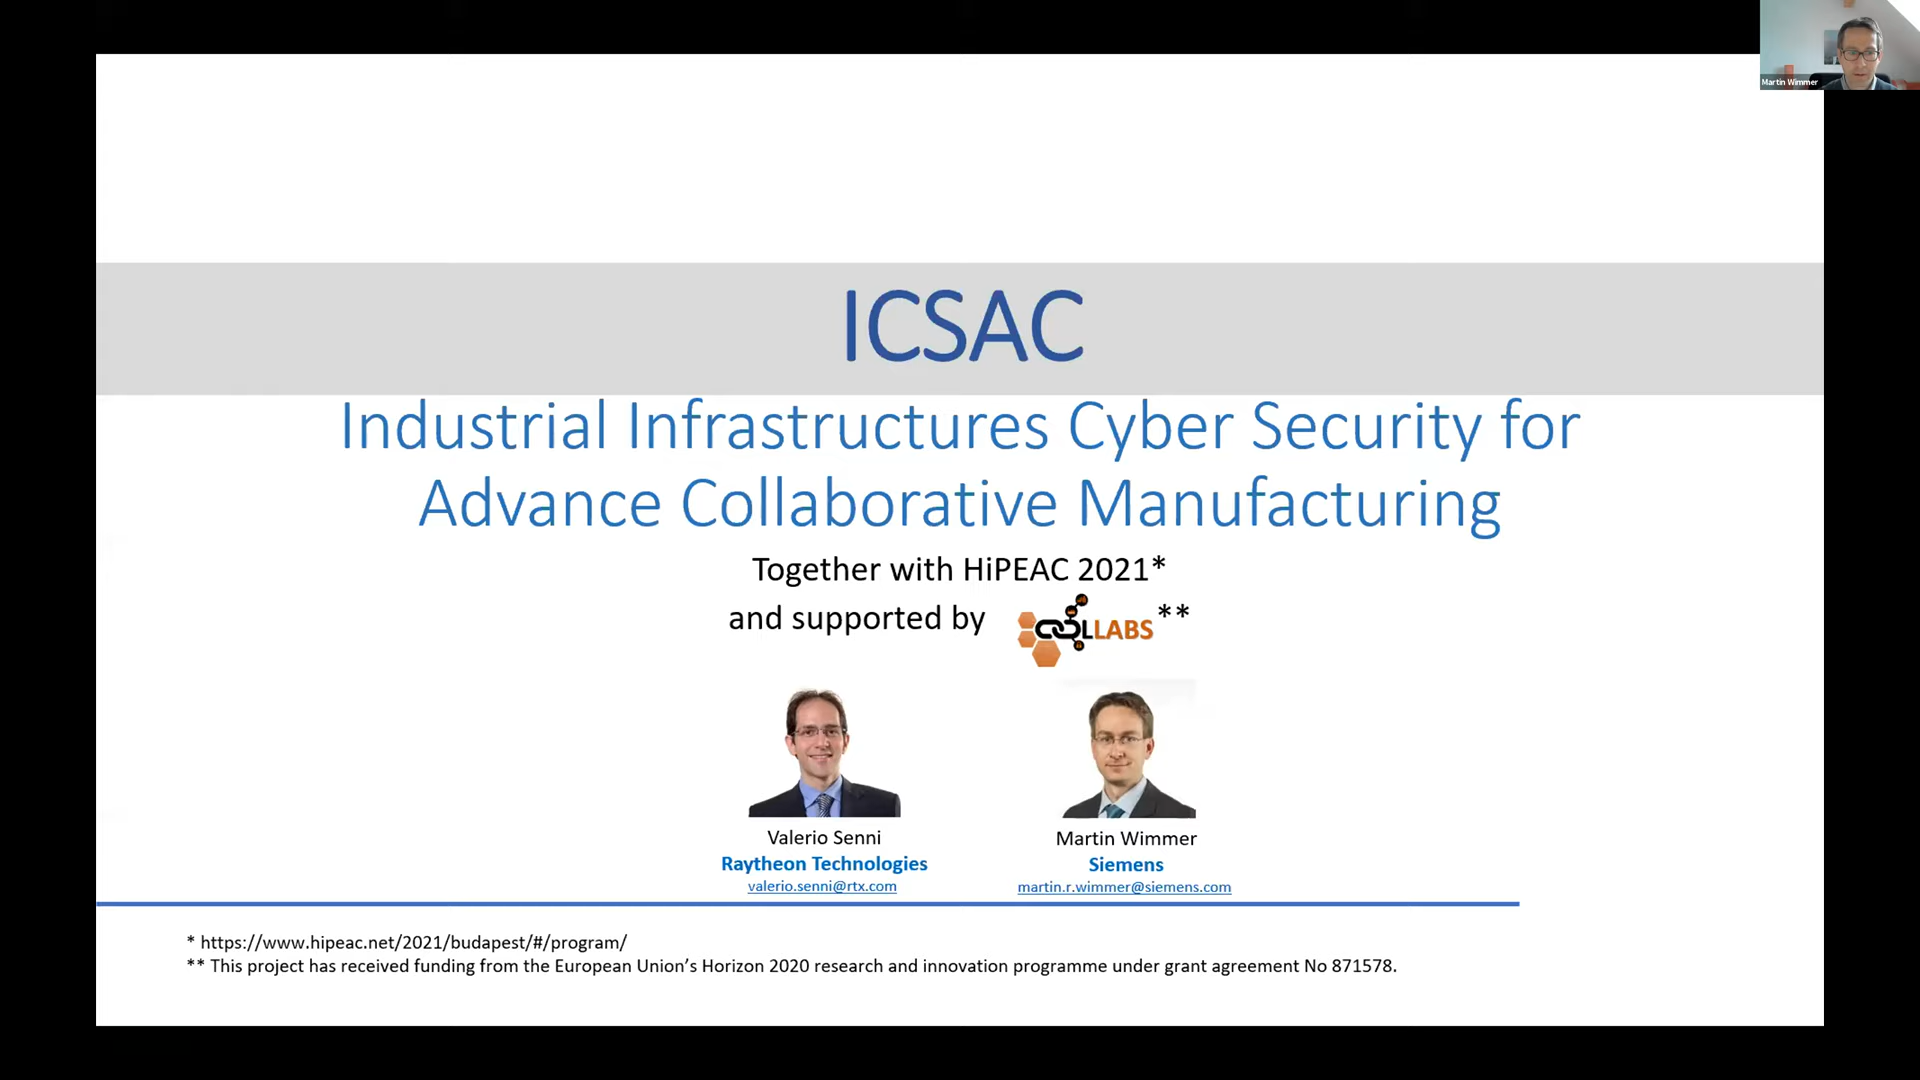 Martin Wimmer
ICSAC
Industrial Infrastructures Cyber Security for
Advance Collaborative Manufacturing
Together with HiPEAC 2021*
and supported by COLLABS**
Valerio Senni
Raytheon Technologies
valerio.senni@rtx.com
Martin Wimmer
Siemens
martin.r.wimmer@siemens.com
* https://www.hipeac.net/2021/budapest/#/program/
** This project has received funding from the European Union’s Horizon 2020 research and innovation programme under grant agreement No 871578.